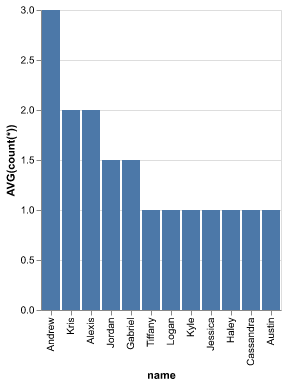 AVG(count(*))
3.0
2.5
2.0
1.5
1.0
0.5
0.0
Andrew
Kris
Alexis
Jordan
Gabriel
Tiffany
Logan
Kyle
Jessica
Haley
Cassandra
Austin
name